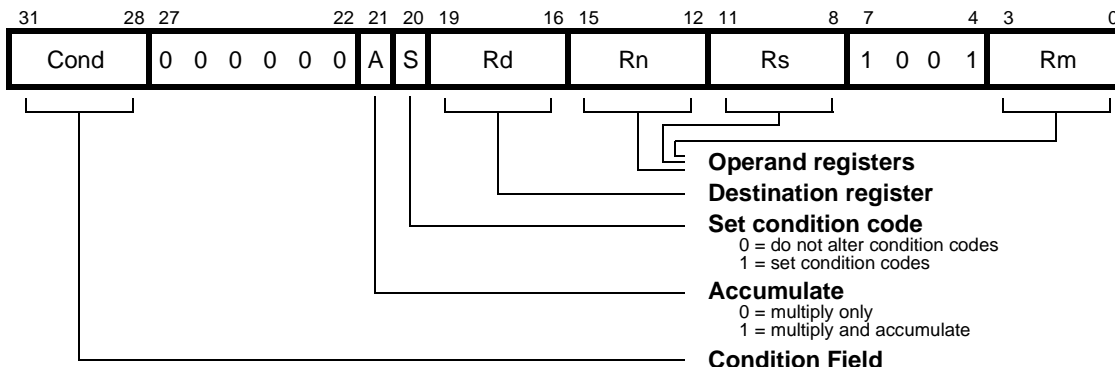 31 28 27 22 21 20 19 16 15 12 11 8 7 4 3 0
Cond 0 0 0 0 0 0 A S Rd Rn Rs 1 0 0 1 Rm
Operand registers
Destination register
Set condition code
0 = do not alter condition codes
1 = set condition codes
Accumulate
0 = multiply only
1 = multiply and accumulate
Condition Field